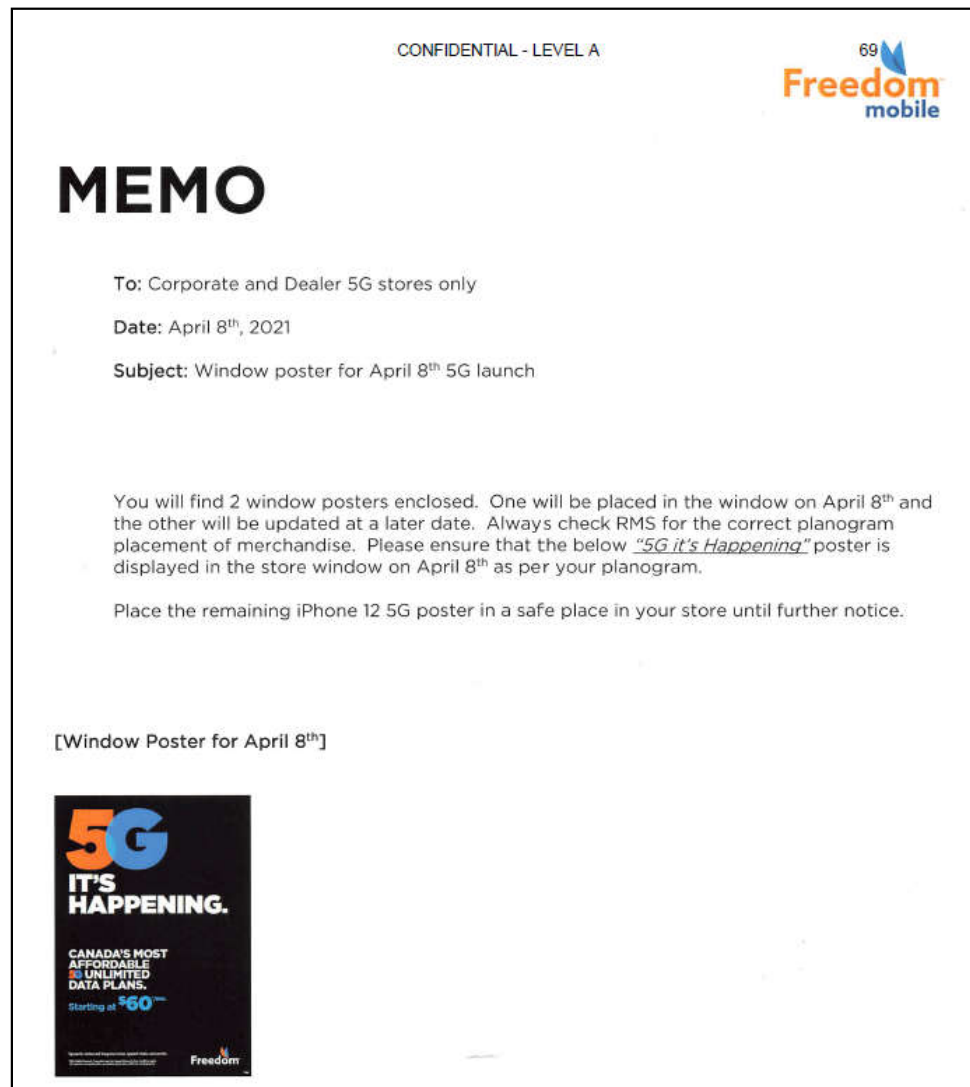 CONFIDENTIAL - LEVEL A
69
Freedom
mobile
MEMO
To: Corporate and Dealer 5G stores only
Date: April 8th, 2021
Subject: Window poster for April 8th 5G launch
You will find 2 window posters enclosed. One will be placed in the window on April 8th and
the other will be updated at a later date. Always check RMS for the correct planogram
placement of merchandise. Please ensure that the below "5G it's Happening" poster is
displayed in the store window on April 8th as per your planogram.
Place the remaining iPhone 12 5G poster in a safe place in your store until further notice.
[Window Poster for April 8th]
5G
IT'S
HAPPENING.
CANADA'S MOST
AFFORDABLE
5G UNLIMITED
DATA PLANS.
Starting at $60
Freedom